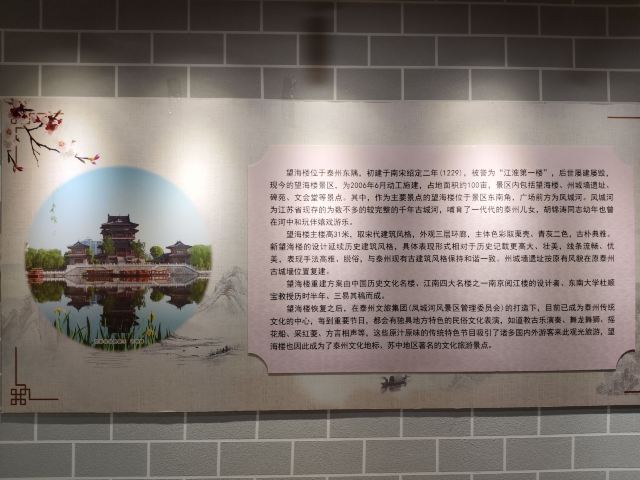 望海楼位于泰州东隅，初建于南宋绍定二年(1229)，被誉为“江淮第一楼”，后世屡建屡毁，
现今的望海楼景区，为2006年6月动工施建，占地面积约100亩，景区内包括望海楼、州城墙遗址、
碑苑、文会堂等景点。其中，作为主要景点的望海楼位于景区东南角，广场前方为凤城河。凤城河
为江苏省现存的为数不多的较完整的千年古城河，哺育了一代代的泰州儿女，胡锦涛同志幼年也曾
在河中和玩伴嬉戏游乐。
望海楼主楼高31米，取宋代建筑风格，外观三层环廊，主体色彩取栗壳、青灰二色，古朴典雅。
新望海楼的设计延续历史建筑风格，具体表现形式相对于历史记载更高大、壮美，线条流畅、优
美，表现手法高雅、脱俗，与泰州现有古建风格保持和谐一致。州城墙遗址按原有风貌在原泰州
古城墙位置复建。
望海楼重建方案由中国历史文化名楼、江南四大名楼之一南京阅江楼的设计者、东南大学杜顺
宝教授历时半年、三易其稿而成。
望海楼恢复之后，在泰州文旅集团(凤城河风景区管理委员会)的打造下，目前已成为泰州传统
文化的中心，每到重要节日，都会有独具地方特色的民俗文化表演，如道教古乐演奏、舞龙舞狮、摇
花船、采红菱、方言相声等。这些原汁原味的传统特色节目吸引了诸多国内外游客来此观光旅游，望
海楼也因此成为了泰州文化地标、苏中地区著名的文化旅游景点。